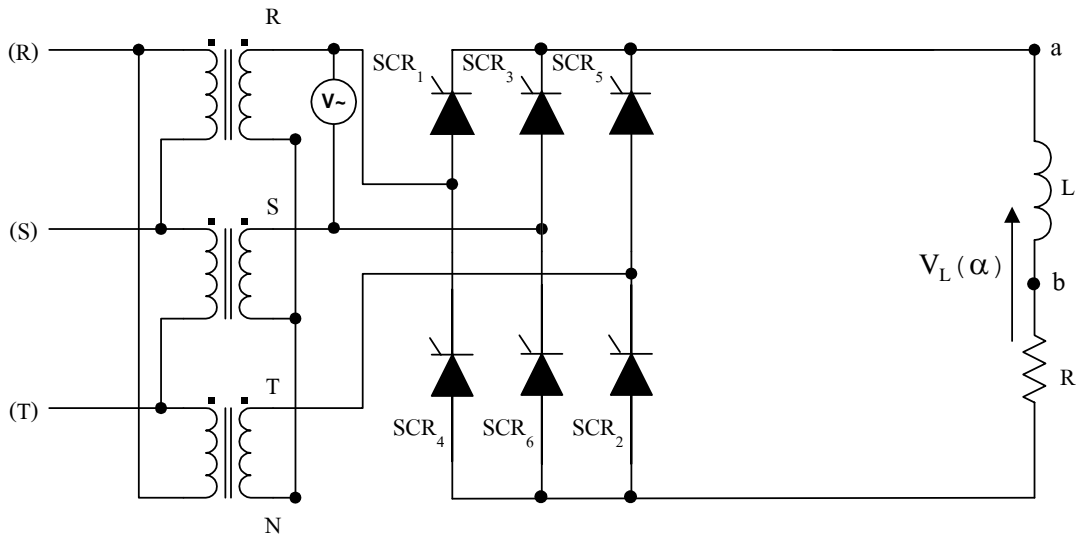 R
(R)
SCR1
SCR3
SCR5
a
V~
L
S
(S)
VL(α)
b
T
(T)
R
SCR4
SCR6
SCR2
N